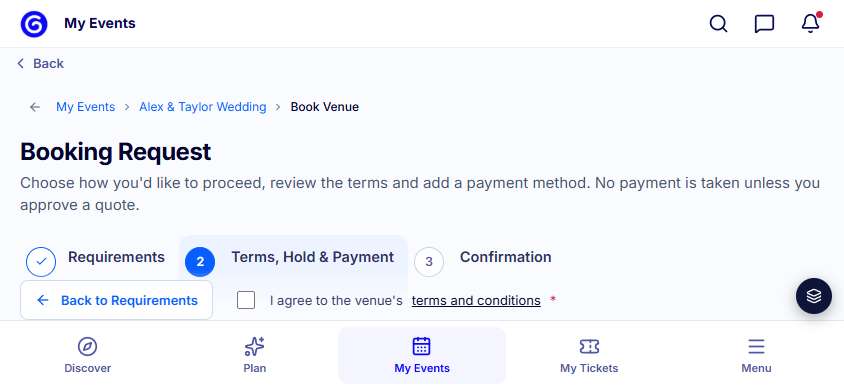 My Events
Back
My Events > Alex & Taylor Wedding > Book Venue
Booking Request
Choose how you'd like to proceed, review the terms and add a payment method. No payment is taken unless you
approve a quote.
Requirements 2 Terms, Hold & Payment 3 Confirmation
Back to Requirements I agree to the venue's terms and conditions *
Discover Plan My Events My Tickets Menu